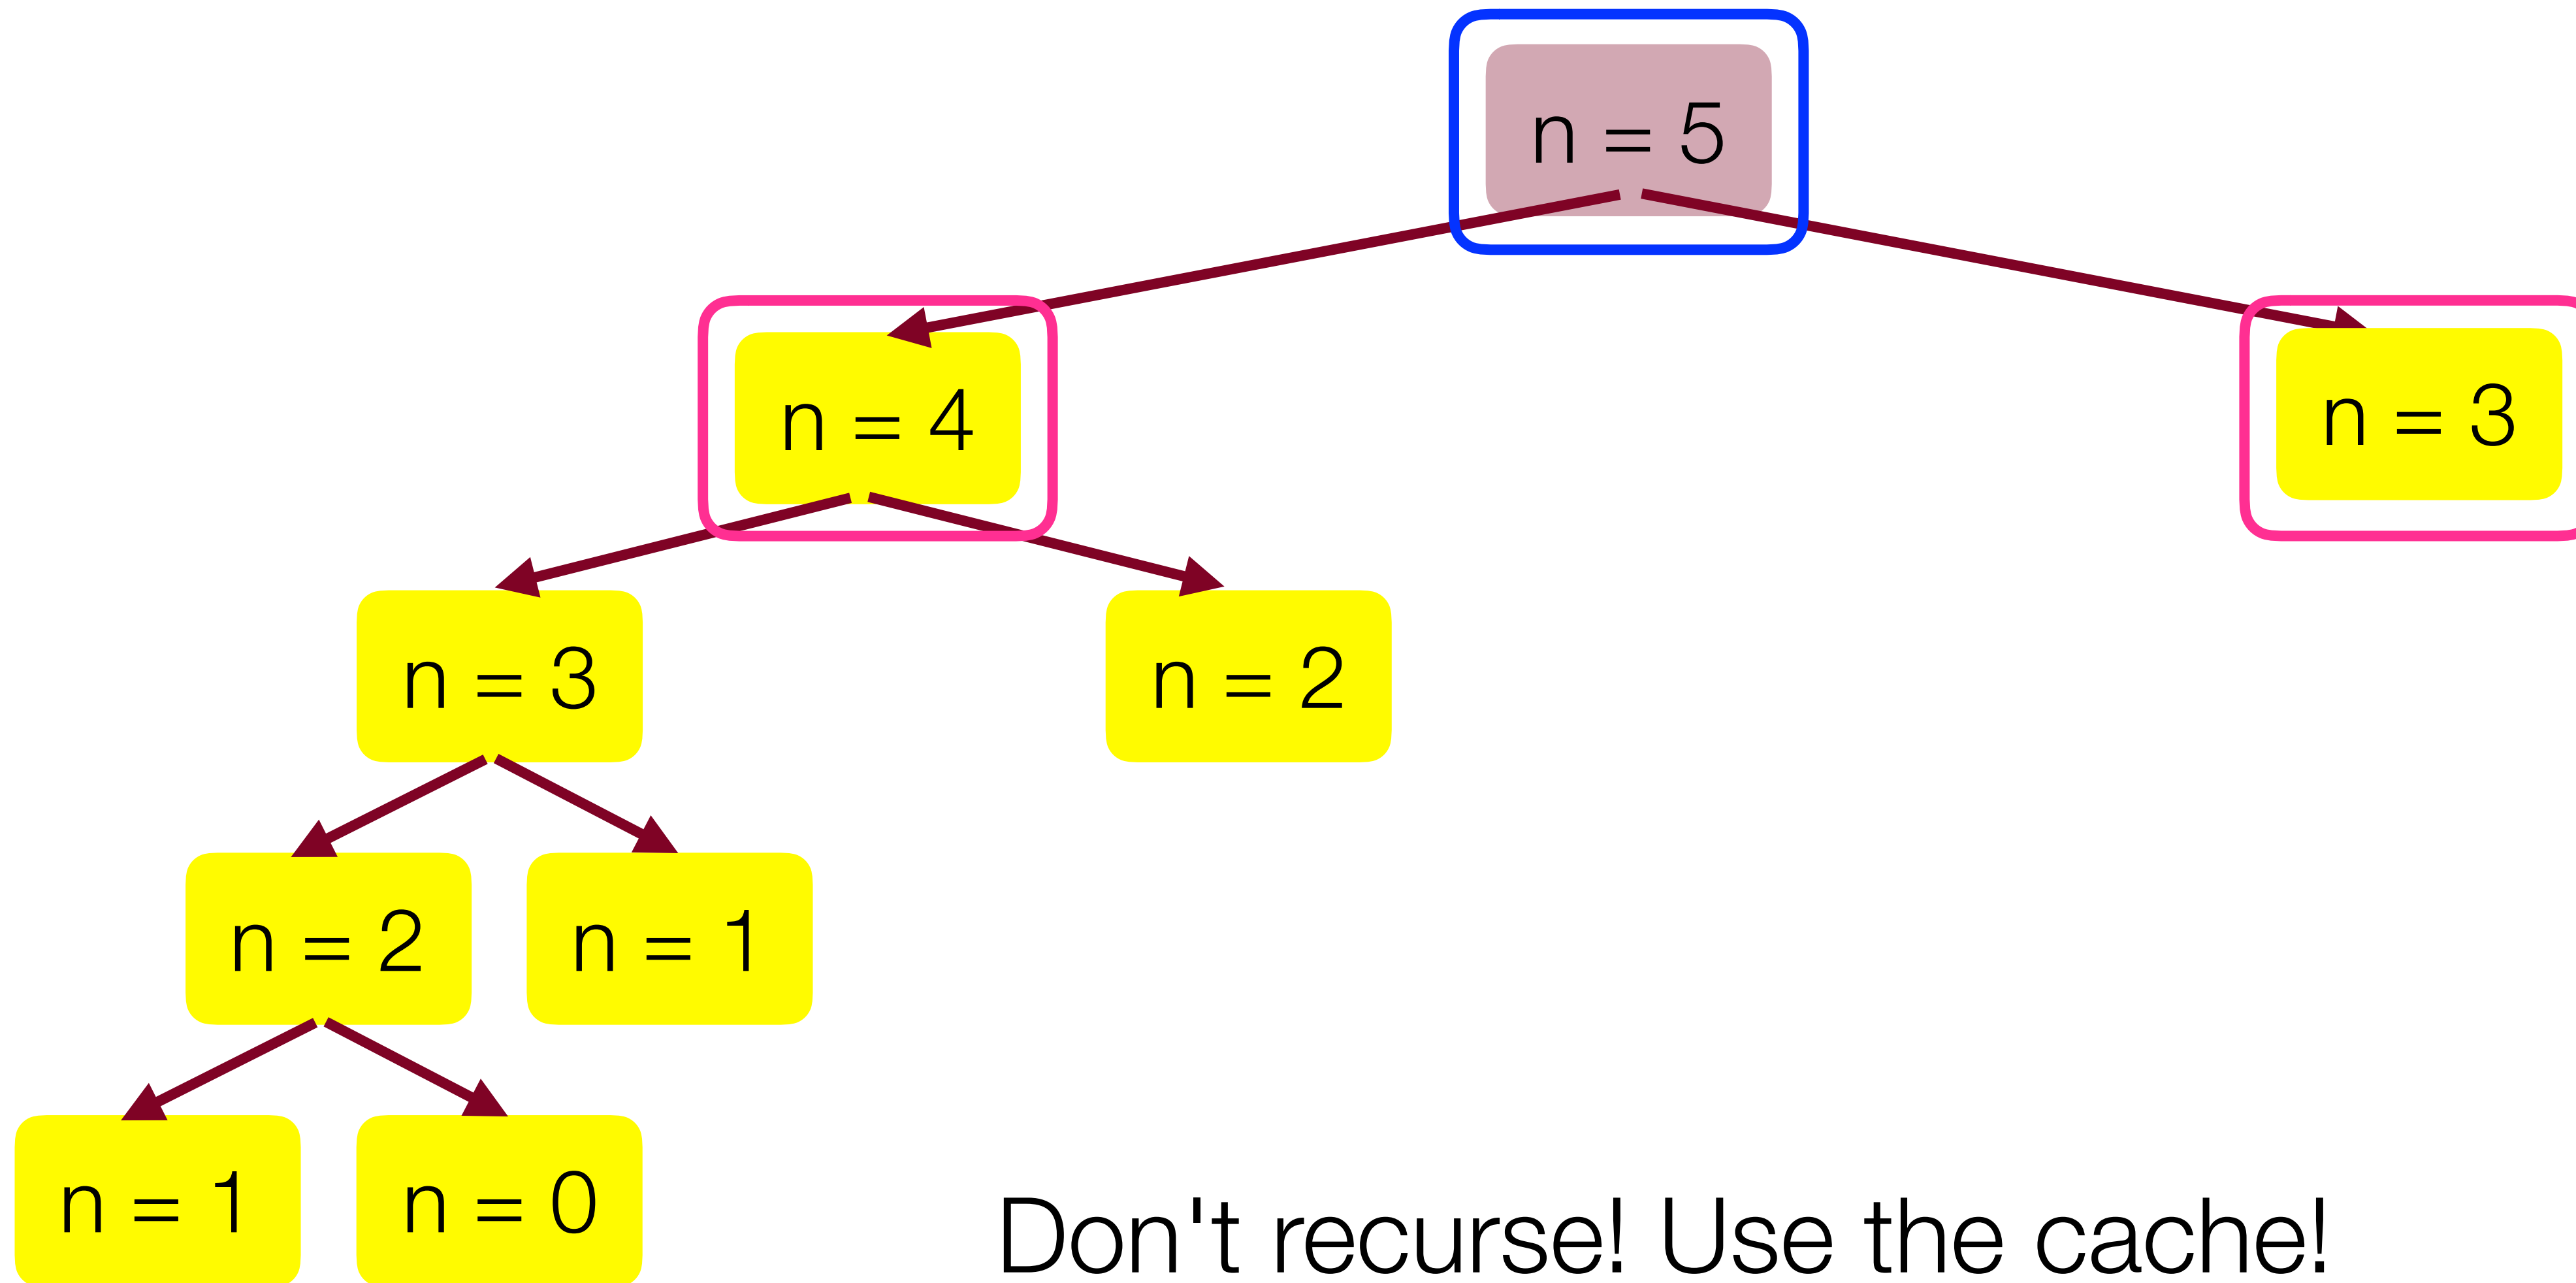 n = 5
n = 4
n = 3
n = 3
n = 2
n = 2
n = 1
n = 1
n = 0
Don't recurse! Use the cache!